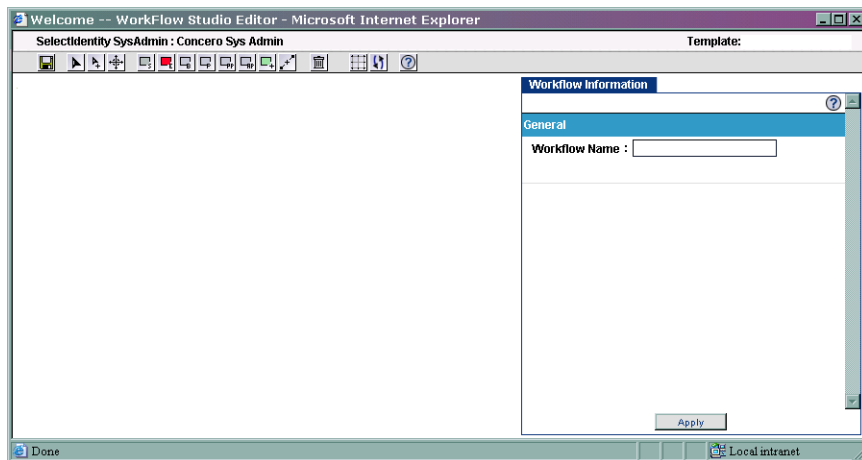 Welcome -- WorkFlow Studio Editor - Microsoft Internet Explorer
SelectIdentity SysAdmin : Concero Sys Admin
Template:
Workflow Information
General
Workflow Name :
Apply
Done
Local intranet